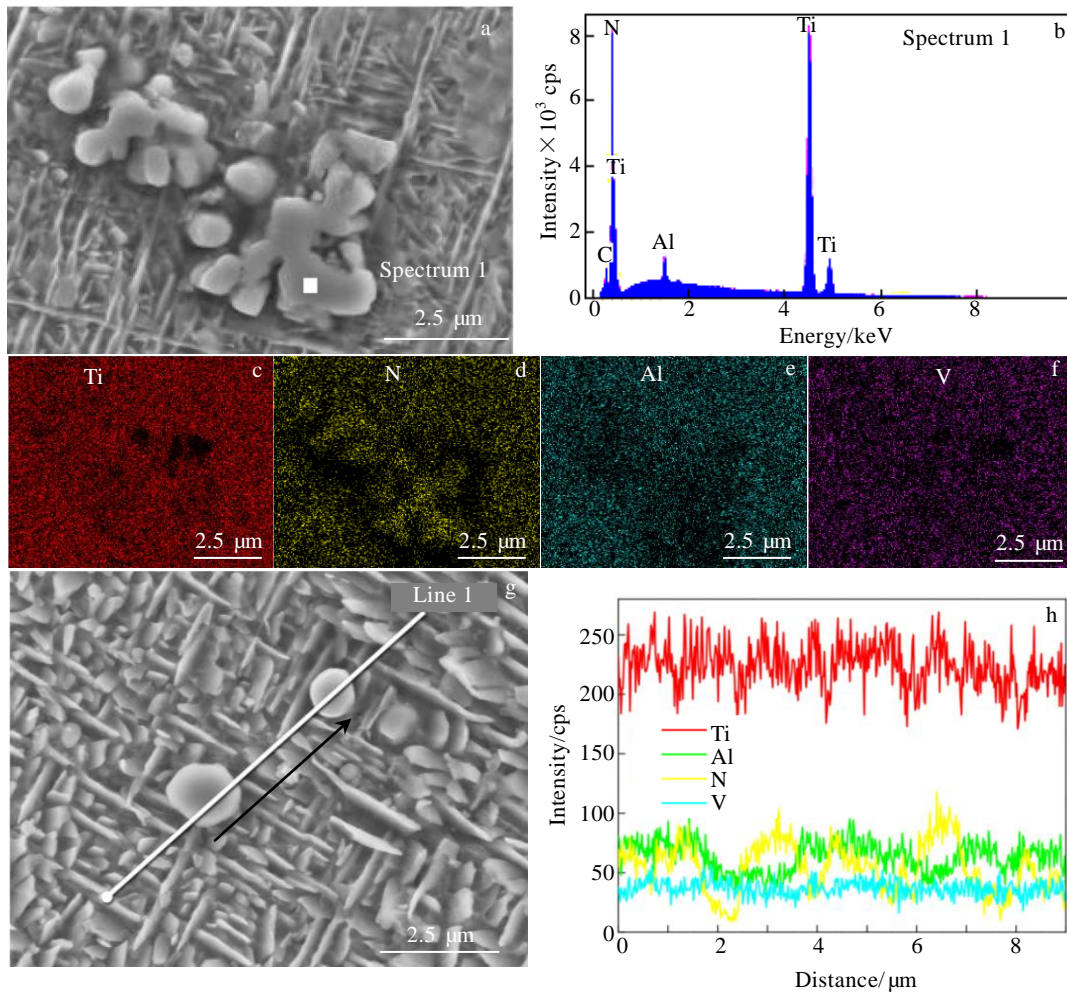 a
Spectrum 1
2.5 μm
b
Spectrum 1
N
Ti
Ti
C
Al
Ti
8
6
4
2
0
0 2 4 6 8
Intensity×10³ cps
Energy/keV
Ti c
2.5 μm
N d
2.5 μm
Al e
2.5 μm
V f
2.5 μm
Line 1 g
2.5 μm
h
250
200
150
100
50
0
Ti
Al
N
V
0 2 4 6 8
Intensity/cps
Distance/μm